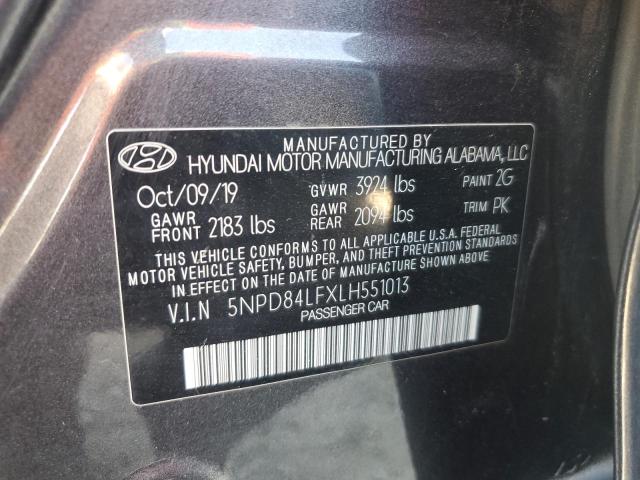 MANUFACTURED BY
HYUNDAI MOTOR MANUFACTURING ALABAMA, LLC
Oct/09/19 GVWR 3924 lbs PAINT 2G
GAWR FRONT 2183 lbs GAWR REAR 2094 lbs TRIM PK
THIS VEHICLE CONFORMS TO ALL APPLICABLE U.S.A. FEDERAL
MOTOR VEHICLE SAFETY, BUMPER, AND THEFT PREVENTION STANDARDS
IN EFFECT ON THE DATE OF MANUFACTURE SHOWN ABOVE.
V.I.N 5NPD84LFXLH551013
PASSENGER CAR